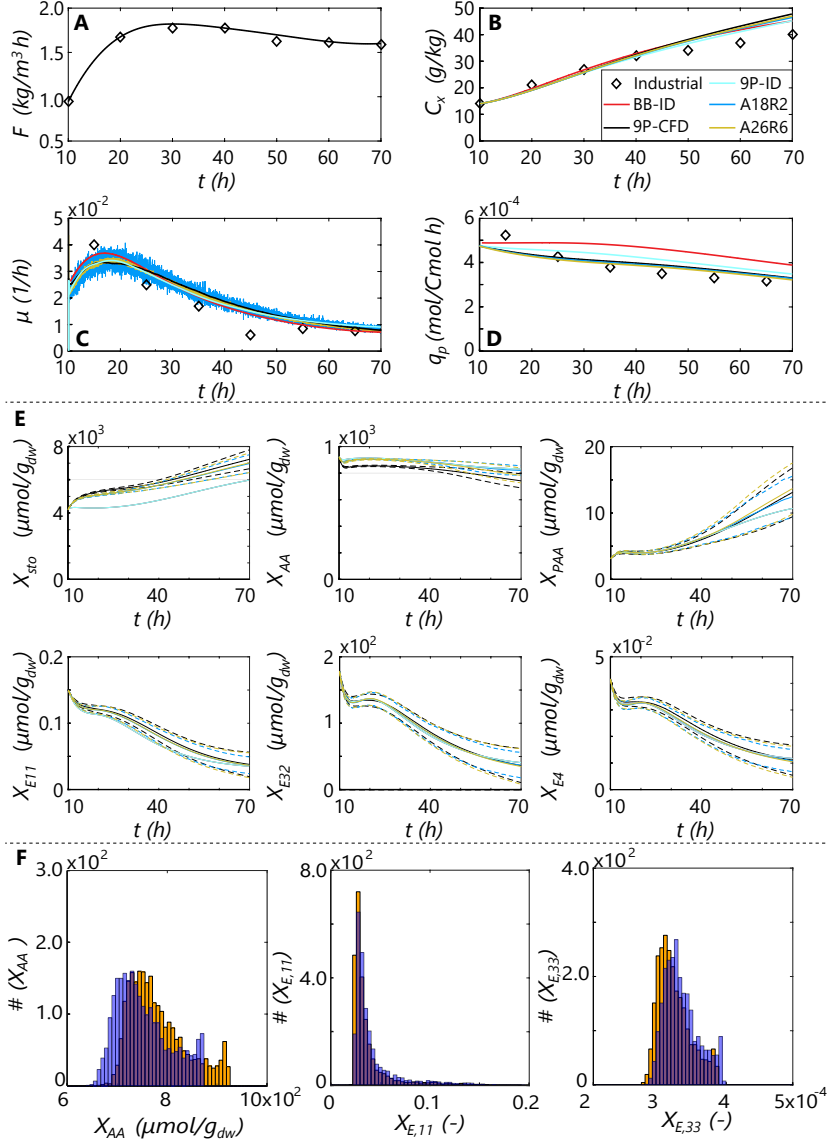 A
F (kg/m³ h)
2.0
1.5
1.0
0.5
0
10 20 30 40 50 60 70
t (h)
B
C_x (g/kg)
50
40
30
20
10
0
10 20 30 40 50 60 70
t (h)
Industrial
BB-ID
9P-CFD
9P-ID
A18R2
A26R6
x10⁻²
μ (1/h)
5
4
3
2
1
0
C
10 20 30 40 50 60 70
t (h)
x10⁻⁴
q_p (mol/Cmol h)
6
4
2
0
D
10 20 30 40 50 60 70
t (h)
E
x10³
X_sto (μmol/g_dw)
8
6
4
2
0
10 40 70
t (h)
x10³
X_AA (μmol/g_dw)
1
0
10 40 70
t (h)
X_PAA (μmol/g_dw)
20
15
10
5
0
10 40 70
t (h)
X_E11 (μmol/g_dw)
0.2
0.1
0
10 40 70
t (h)
x10²
X_E32 (μmol/g_dw)
2
1
0
10 40 70
t (h)
x10⁻²
X_E4 (μmol/g_dw)
5
0
10 40 70
t (h)
F
x10²
# (X_AA )
3.0
2.0
1.0
0
6 8 10x10²
X_AA (μmol/g_dw)
x10²
# (X_E,11)
8.0
4.0
0
0 0.1 0.2
X_E,11 (-)
x10²
# (X_E,33)
4.0
2.0
0
2 3 4 5x10⁻⁴
X_E,33 (-)